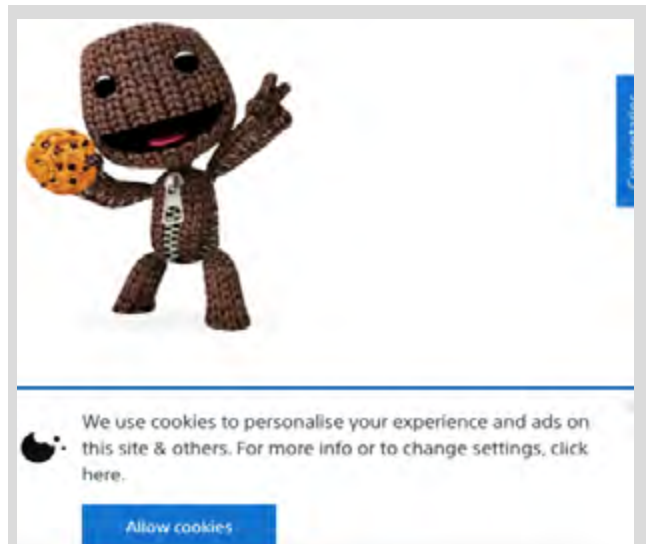 Comentarios
We use cookies to personalise your experience and ads on
this site & others. For more info or to change settings, click
here.
Allow cookies